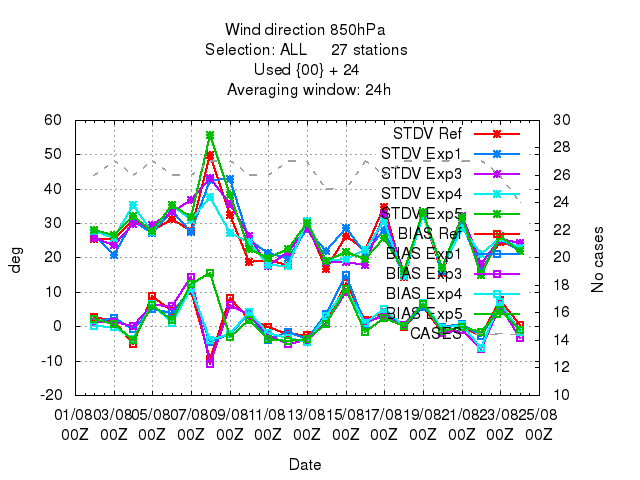 Wind direction 850hPa
Selection: ALL 27 stations
Used {00} + 24
Averaging window: 24h
60
50
40
30
20
10
0
-10
-20
deg
30
28
26
24
22
20
18
16
14
12
10
No cases
STDV Ref
STDV Exp1
STDV Exp3
STDV Exp4
STDV Exp5
BIAS Ref
BIAS Exp1
BIAS Exp3
BIAS Exp4
BIAS Exp5
CASES
01/08 03/08 05/08 07/08 09/08 11/08 13/08 15/08 17/08 19/08 21/08 23/08 25/08
00Z 00Z 00Z 00Z 00Z 00Z 00Z 00Z 00Z 00Z 00Z 00Z 00Z
Date